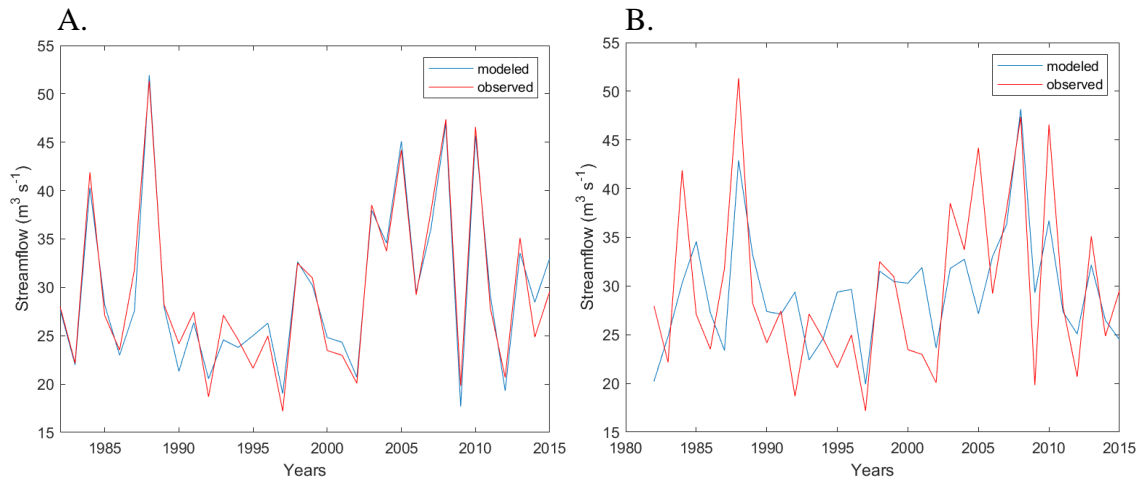 A.
55
50
45
40
35
30
25
20
15
Streamflow (m³ s⁻¹)
modeled
observed
1985 1990 1995 2000 2005 2010 2015
Years
B.
55
50
45
40
35
30
25
20
15
Streamflow (m³ s⁻¹)
modeled
observed
1980 1985 1990 1995 2000 2005 2010 2015
Years